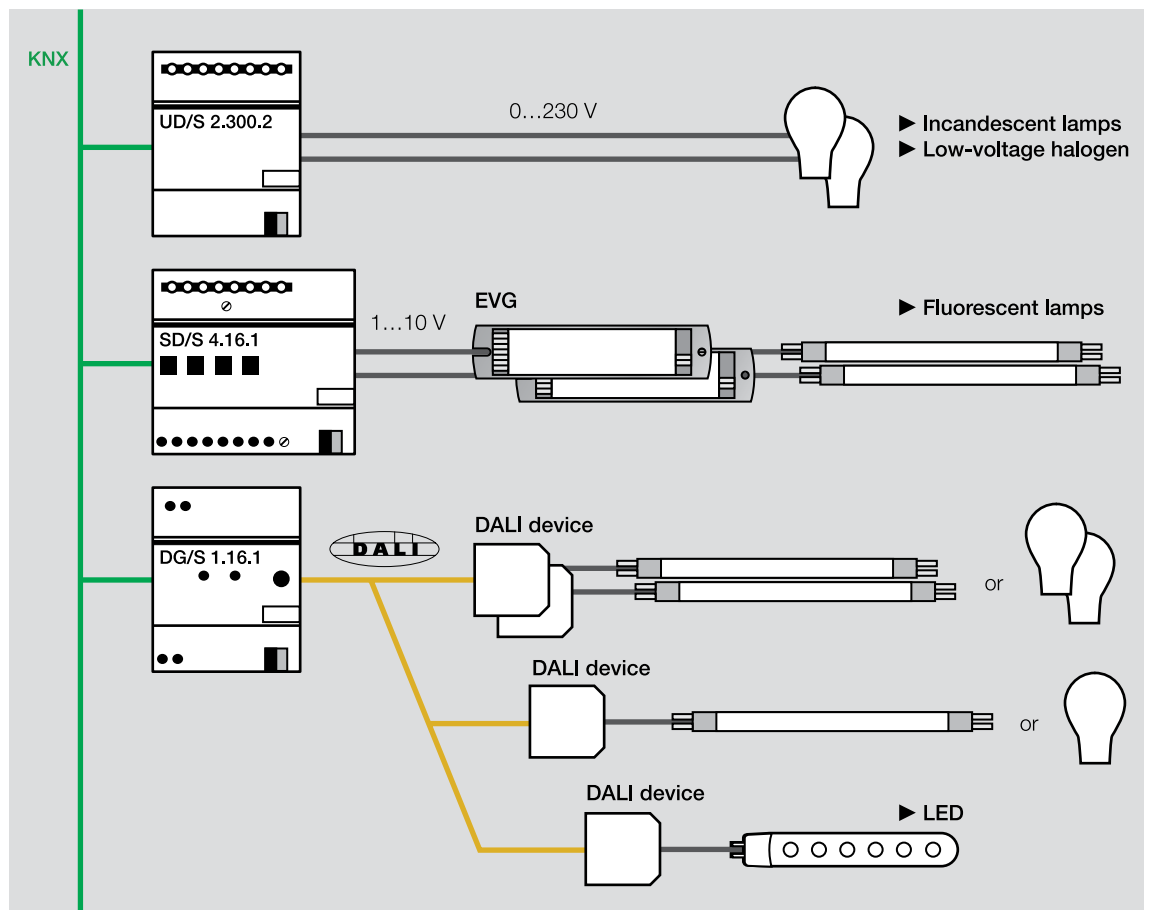 KNX
UD/S 2.300.2
0...230 V
► Incandescent lamps
► Low-voltage halogen
SD/S 4.16.1
1...10 V
EVG
► Fluorescent lamps
DG/S 1.16.1
DALI
DALI device
or
DALI device
or
DALI device
► LED